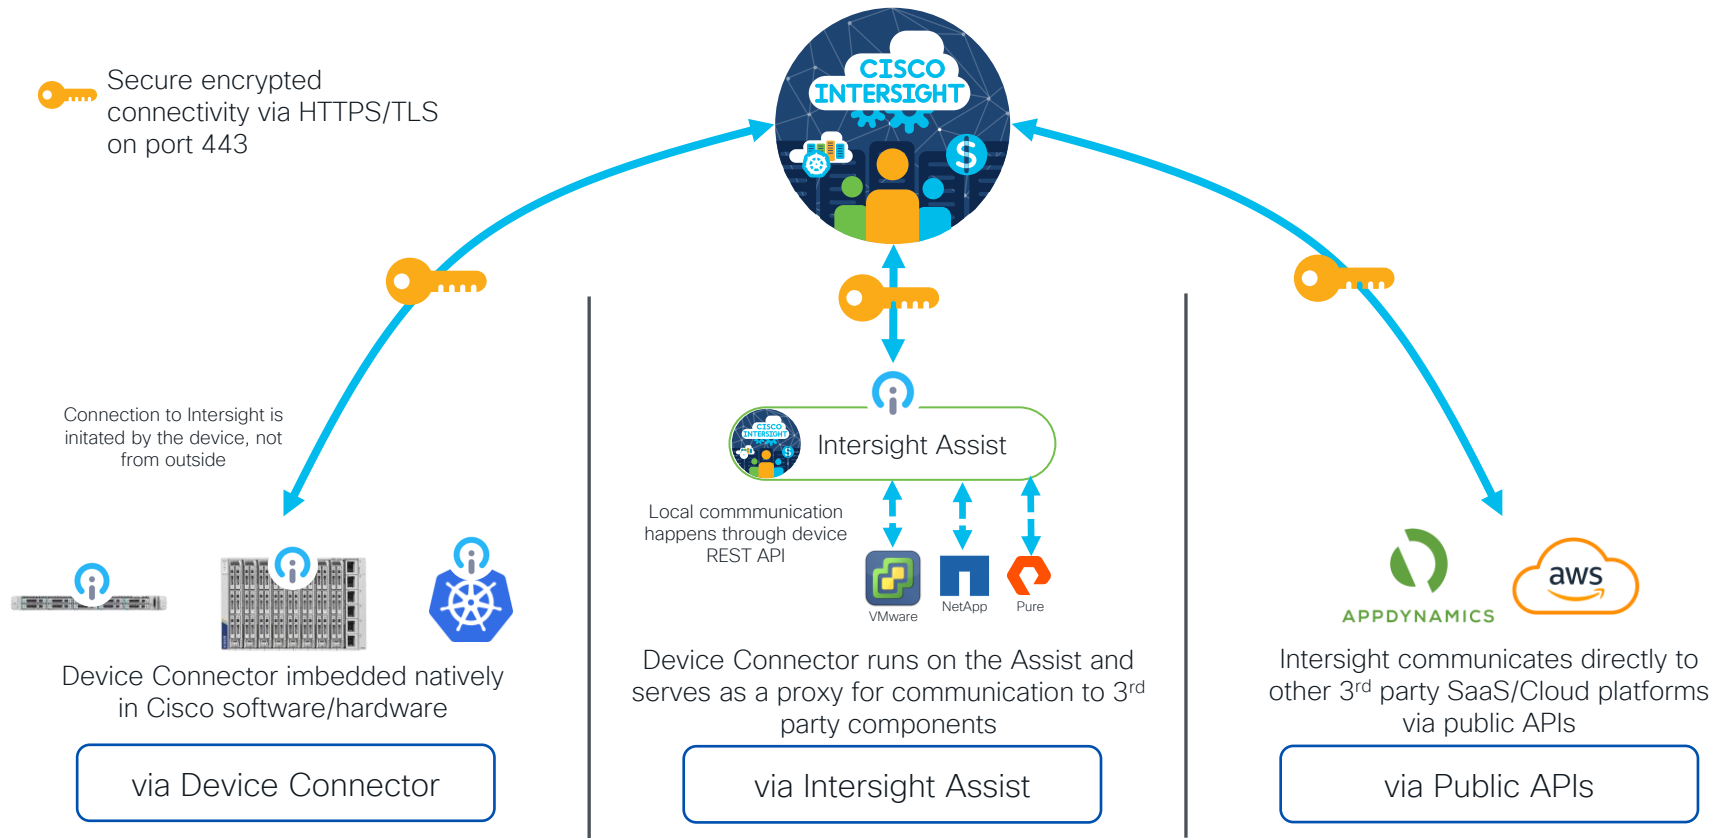 Secure encrypted
connectivity via HTTPS/TLS
on port 443
CISCO
INTERSIGHT
$
Connection to Intersight is
initated by the device, not
from outside
CISCO
INTERSIGHT
$
Intersight Assist
Local commmunication
happens through device
REST API
VMware
NetApp
Pure
APPDYNAMICS
aws
Device Connector imbedded natively
in Cisco software/hardware
Device Connector runs on the Assist and
serves as a proxy for communication to 3rd
party components
Intersight communicates directly to
other 3rd party SaaS/Cloud platforms
via public APIs
via Device Connector
via Intersight Assist
via Public APIs